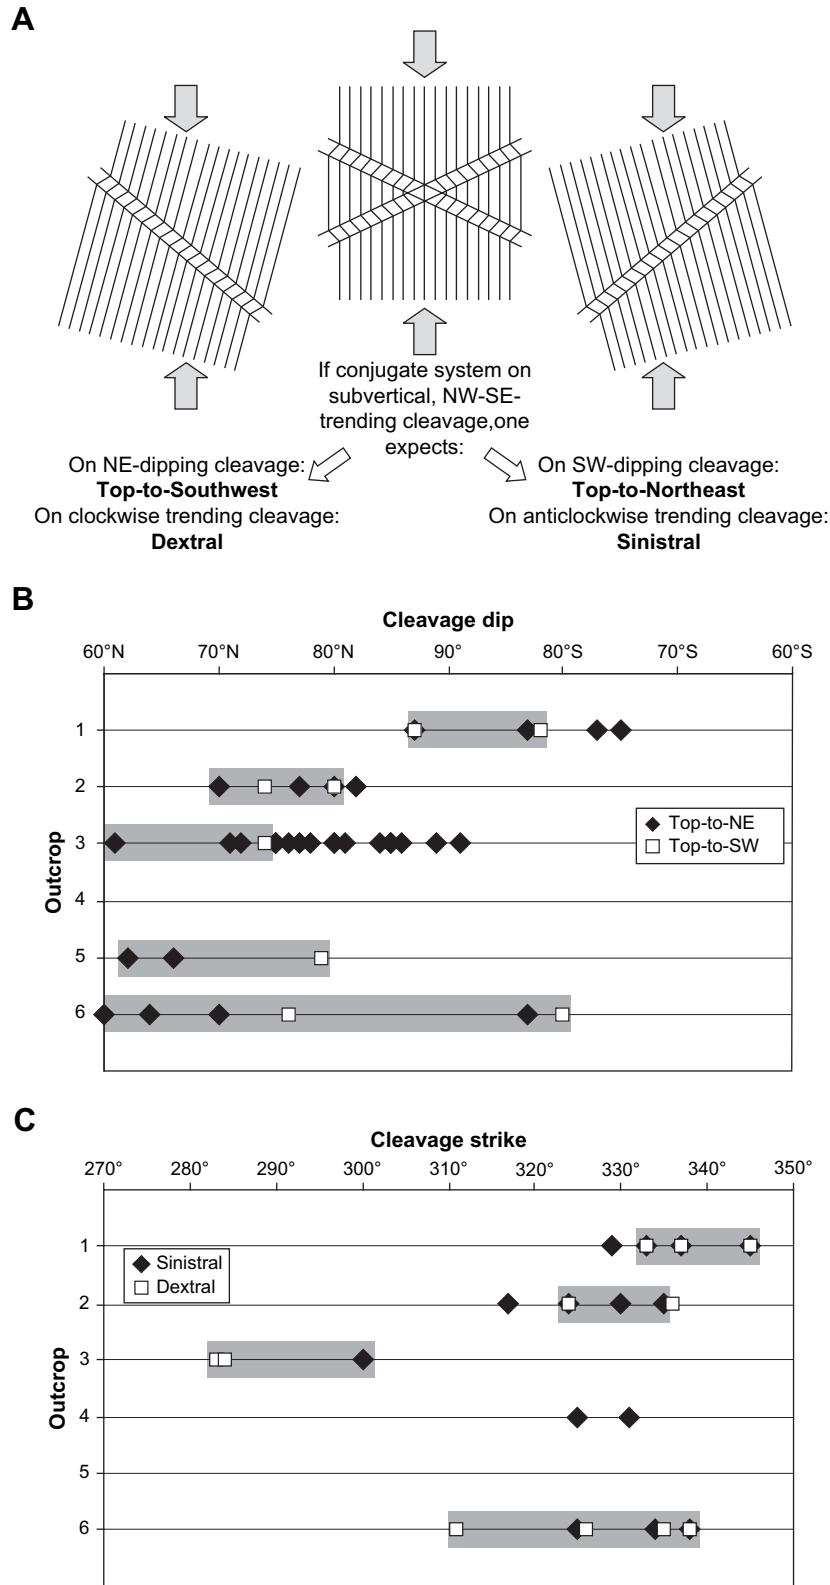 A
If conjugate system on
subvertical, NW-SE-
trending cleavage,one
expects:
On NE-dipping cleavage:
Top-to-Southwest
On clockwise trending cleavage:
Dextral
On SW-dipping cleavage:
Top-to-Northeast
On anticlockwise trending cleavage:
Sinistral
B
Cleavage dip
60°N 70°N 80°N 90° 80°S 70°S 60°S
Outcrop
1
2
3
4
5
6
Top-to-NE
Top-to-SW
C
Cleavage strike
270° 280° 290° 300° 310° 320° 330° 340° 350°
Outcrop
1
2
3
4
5
6
Sinistral
Dextral